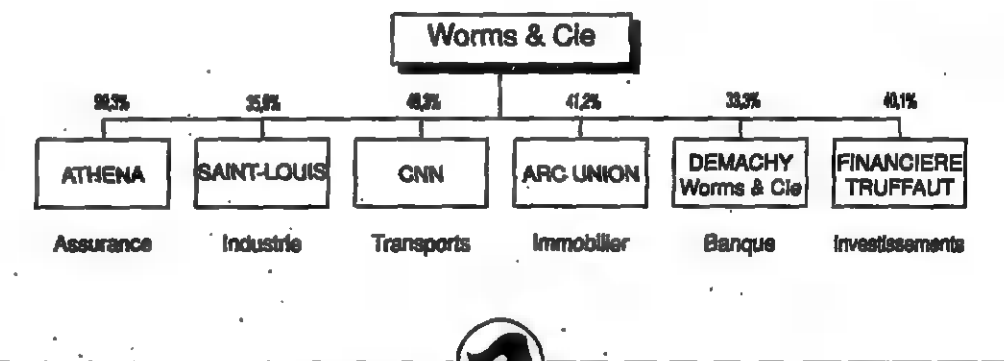 Worms & Cie
41,2% 33,3% 40,1%
ATHENA SAINT-LOUIS CNN ARC UNION DEMACHY Worms & Cie FINANCIERE TRUFFAUT
Assurance Industrie Transports Immobilier Banque Investissements